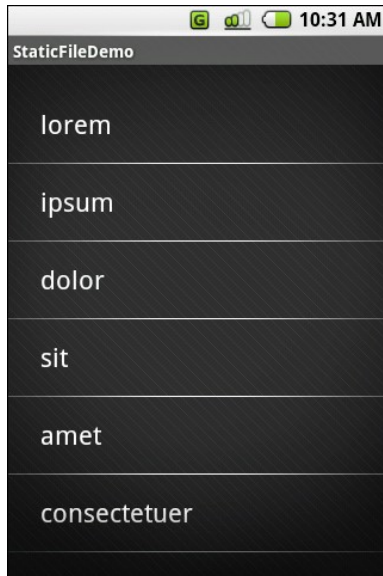 G 10:31 AM
StaticFileDemo
lorem
ipsum
dolor
sit
amet
consectetuer